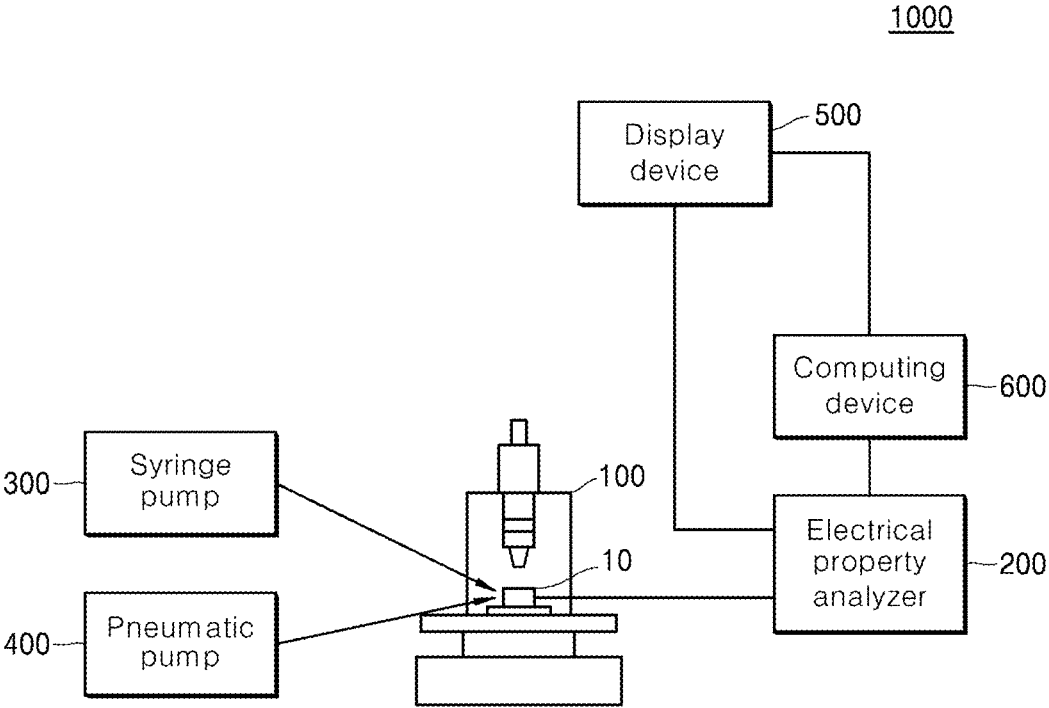 1000
Display
device
500
Computing
device
600
Syringe
pump
300
100
Electrical
property
analyzer
200
10
Pneumatic
pump
400